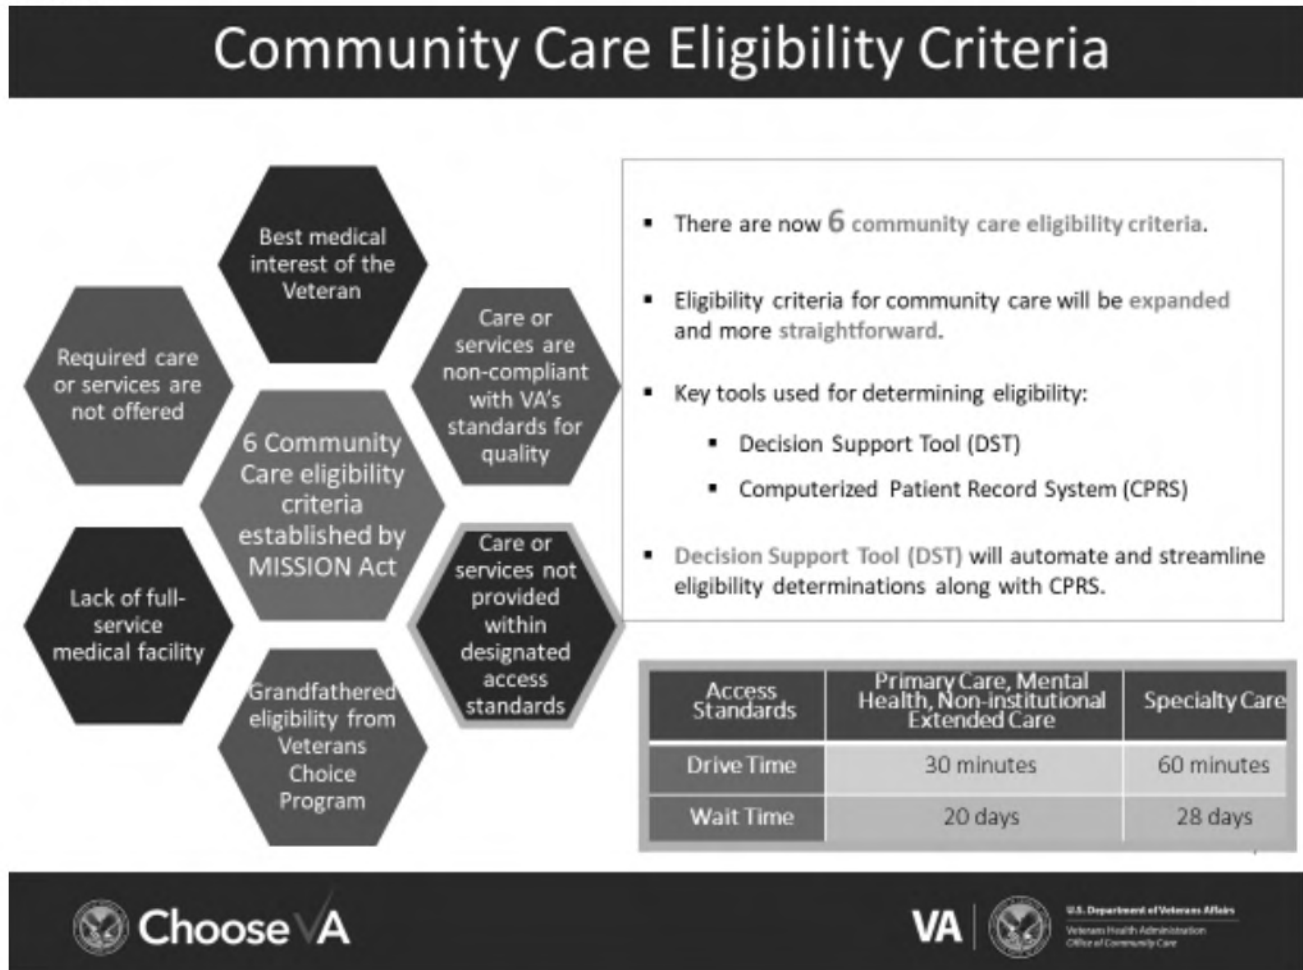 Community Care Eligibility Criteria
Best medical
interest of the
Veteran
Required care
or services are
not offered
Care or
services are
non-compliant
with VA's
standards for
quality
6 Community
Care eligibility
criteria
established by
MISSION Act
Lack of full-
service
medical facility
Care or
services not
provided
within
designated
access
standards
Grandfathered
eligibility from
Veterans
Choice
Program
▪ There are now 6 community care eligibility criteria.
▪ Eligibility criteria for community care will be expanded
and more straightforward.
▪ Key tools used for determining eligibility:
▪ Decision Support Tool (DST)
▪ Computerized Patient Record System (CPRS)
▪ Decision Support Tool (DST) will automate and streamline
eligibility determinations along with CPRS.
Access
Standards
Primary Care, Mental
Health, Non-institutional
Extended Care
Specialty Care
Drive Time 30 minutes 60 minutes
Wait Time 20 days 28 days
Choose VA
VA
U.S. Department of Veterans Affairs
Veterans Health Administration
Office of Community Care